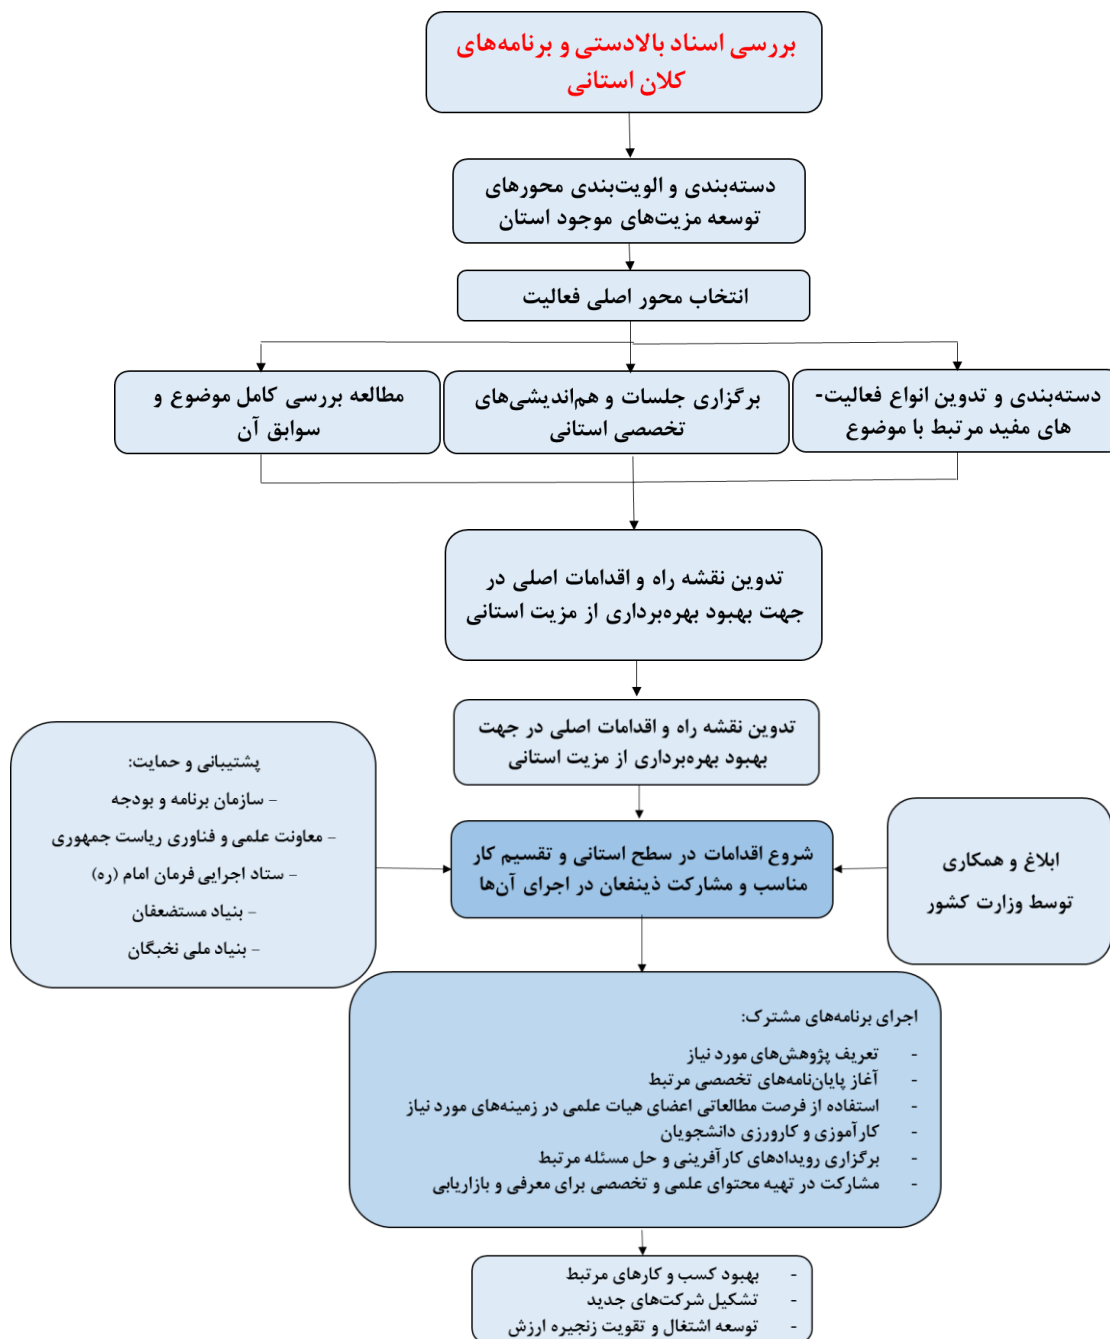 بررسی اسناد بالادستی و برنامه‌های
کلان استانی
دسته‌بندی و الویت‌بندی محورهای
توسعه مزیت‌های موجود استان
انتخاب محور اصلی فعالیت
دسته‌بندی و تدوین انواع فعالیت-
های مفید مرتبط با موضوع
برگزاری جلسات و هم‌اندیشی‌های
تخصصی استانی
مطالعه بررسی کامل موضوع و
سوابق آن
تدوین نقشه راه و اقدامات اصلی در
جهت بهبود بهره‌برداری از مزیت استانی
تدوین نقشه راه و اقدامات اصلی در جهت
بهبود بهره‌برداری از مزیت استانی
ابلاغ و همکاری
توسط وزارت کشور
شروع اقدامات در سطح استانی و تقسیم کار
مناسب و مشارکت ذینفعان در اجرای آن‌ها
پشتیبانی و حمایت:
– سازمان برنامه و بودجه
– معاونت علمی و فناوری ریاست جمهوری
– ستاد اجرایی فرمان امام (ره)
– بنیاد مستضعفان
– بنیاد ملی نخبگان
اجرای برنامه‌های مشترک:
- تعریف پژوهش‌های مورد نیاز
- آغاز پایان‌نامه‌های تخصصی مرتبط
- استفاده از فرصت مطالعاتی اعضای هیات علمی در زمینه‌های مورد نیاز
- کارآموزی و کارورزی دانشجویان
- برگزاری رویدادهای کارآفرینی و حل مسئله مرتبط
- مشارکت در تهیه محتوای علمی و تخصصی برای معرفی و بازاریابی
- بهبود کسب و کارهای مرتبط
- تشکیل شرکت‌های جدید
- توسعه اشتغال و تقویت زنجیره ارزش